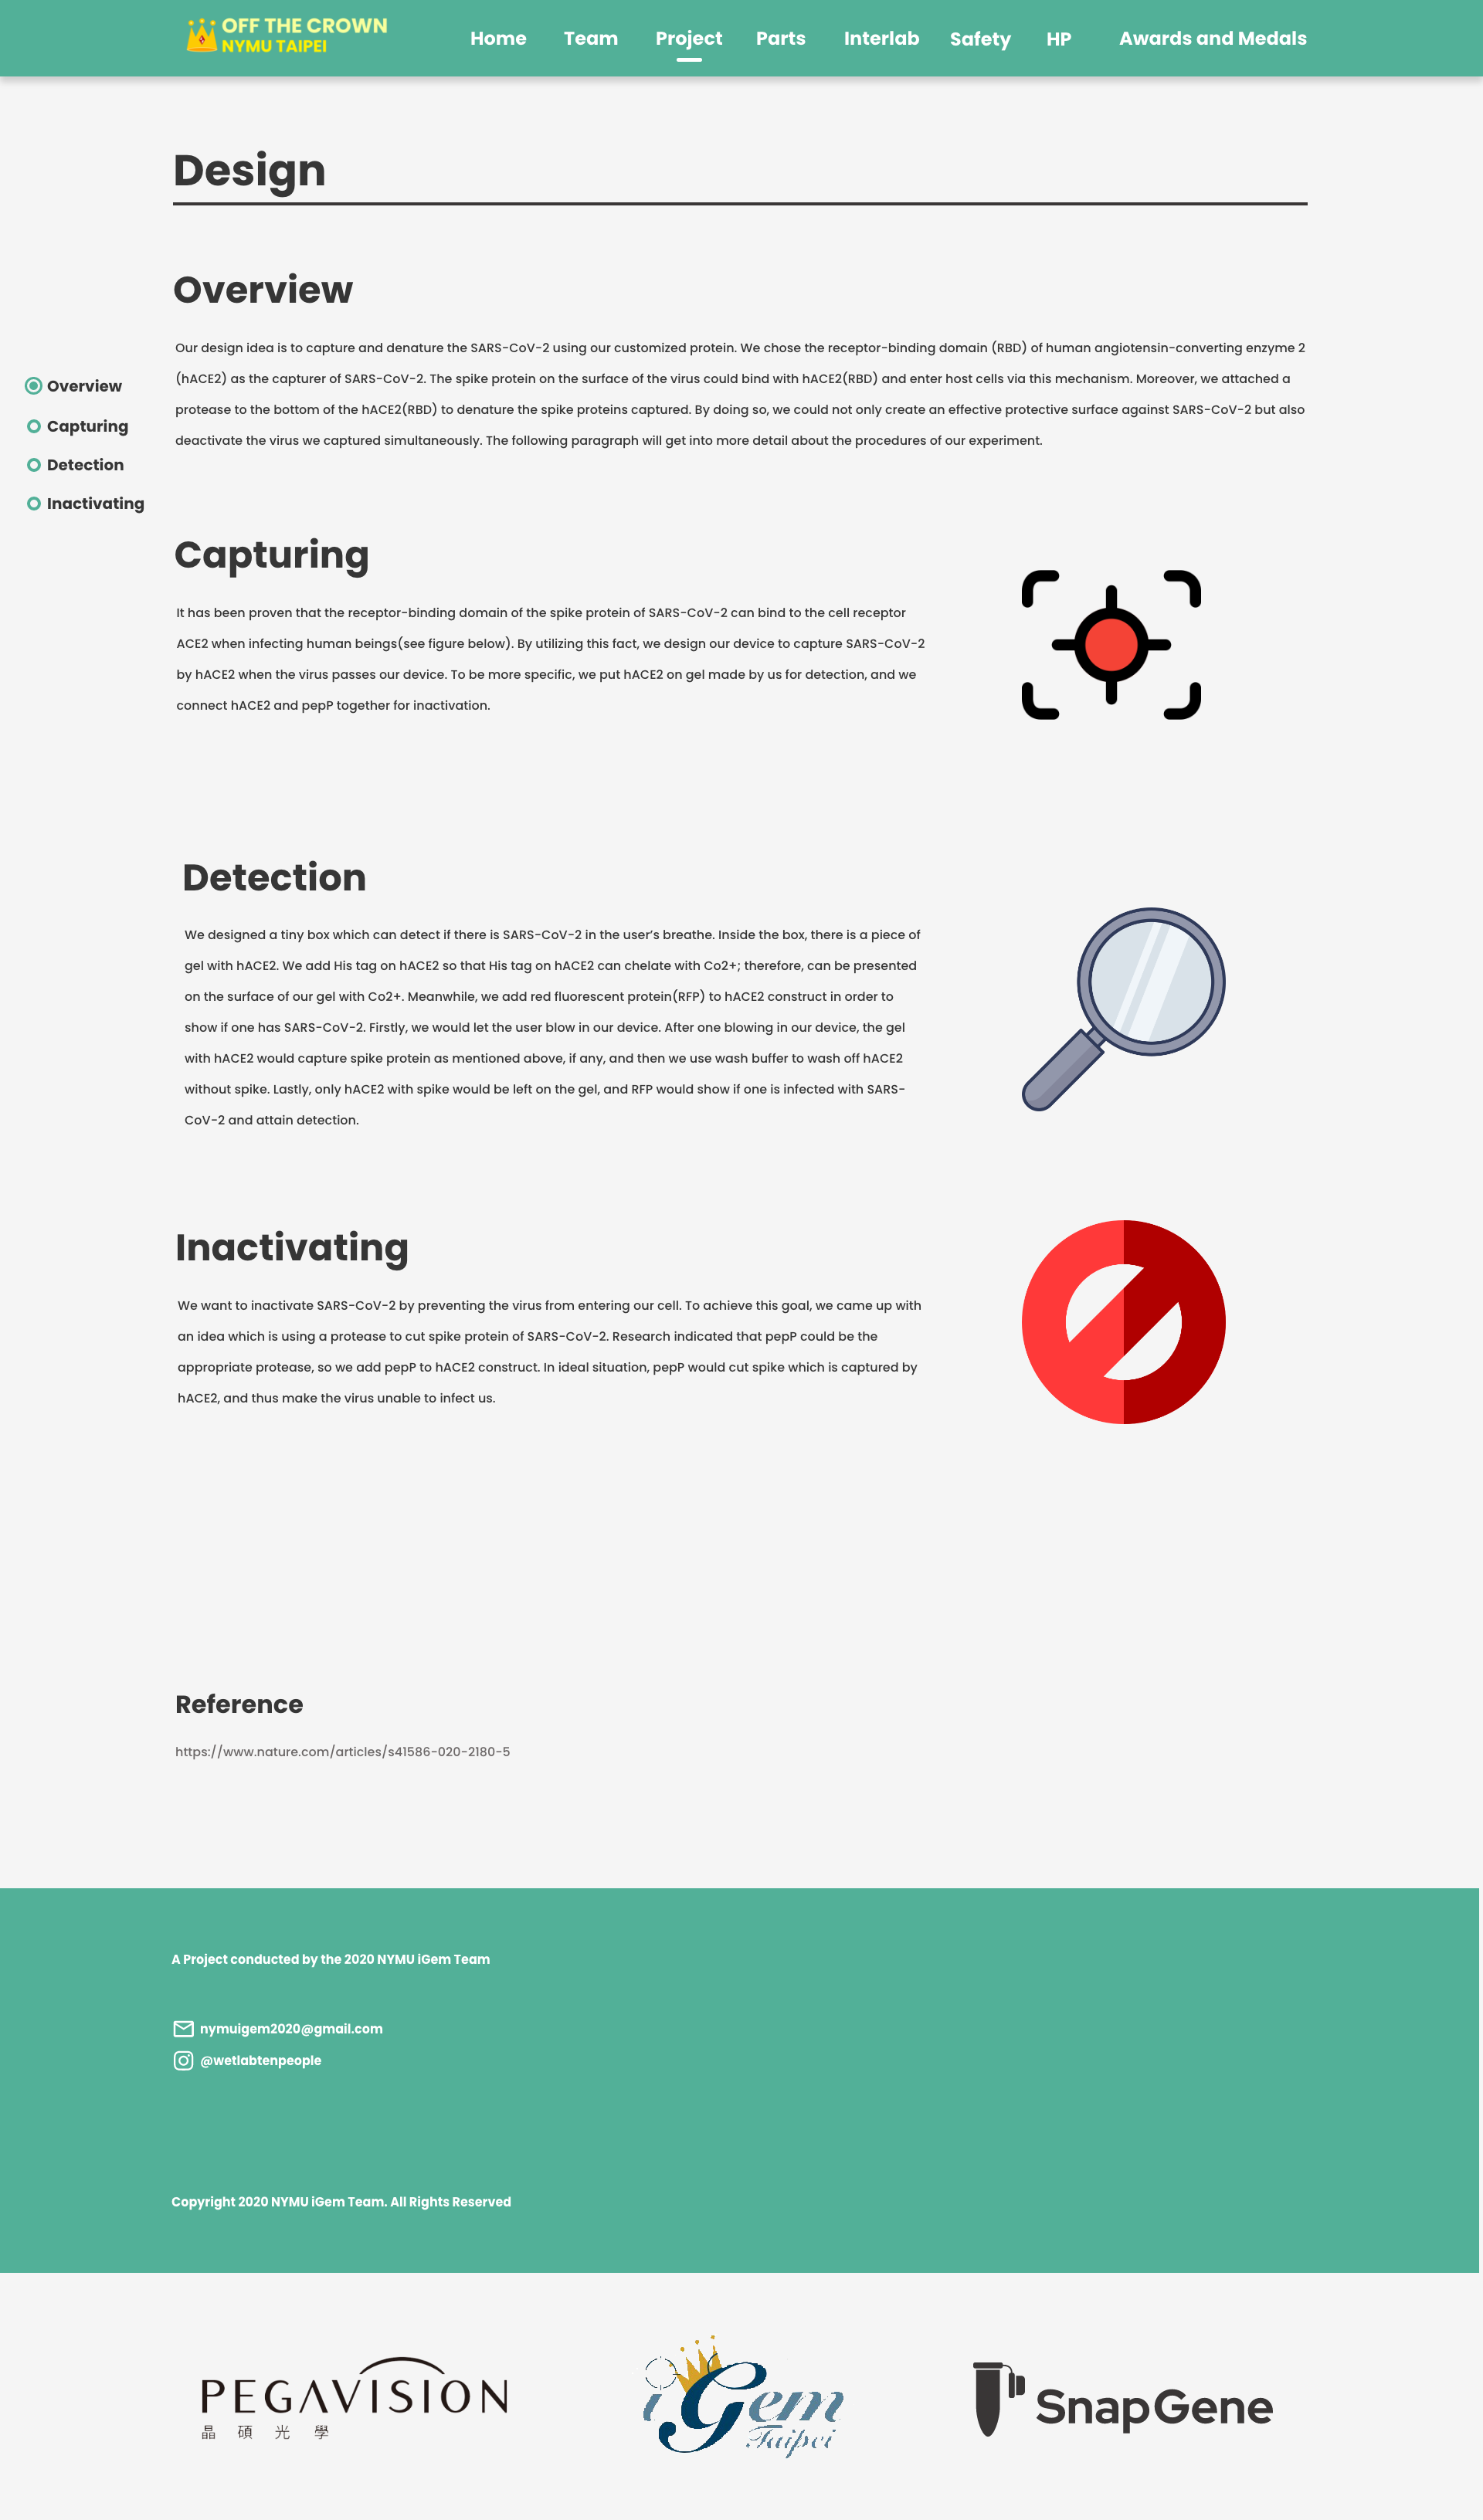 OFF THE CROWN
NYMU TAIPEI
Home Team Project Parts Interlab Safety HP Awards and Medals
Design
Overview
Our design idea is to capture and denature the SARS-CoV-2 using our customized protein. We chose the receptor-binding domain (RBD) of human angiotensin-converting enzyme 2
(hACE2) as the capturer of SARS-CoV-2. The spike protein on the surface of the virus could bind with hACE2(RBD) and enter host cells via this mechanism. Moreover, we attached a
protease to the bottom of the hACE2(RBD) to denature the spike proteins captured. By doing so, we could not only create an effective protective surface against SARS-CoV-2 but also
deactivate the virus we captured simultaneously. The following paragraph will get into more detail about the procedures of our experiment.
Overview
Capturing
Detection
Inactivating
Capturing
It has been proven that the receptor-binding domain of the spike protein of SARS-CoV-2 can bind to the cell receptor
ACE2 when infecting human beings(see figure below). By utilizing this fact, we design our device to capture SARS-CoV-2
by hACE2 when the virus passes our device. To be more specific, we put hACE2 on gel made by us for detection, and we
connect hACE2 and pepP together for inactivation.
Detection
We designed a tiny box which can detect if there is SARS-CoV-2 in the user's breathe. Inside the box, there is a piece of
gel with hACE2. We add His tag on hACE2 so that His tag on hACE2 can chelate with Co2+; therefore, can be presented
on the surface of our gel with Co2+. Meanwhile, we add red fluorescent protein(RFP) to hACE2 construct in order to
show if one has SARS-CoV-2. Firstly, we would let the user blow in our device. After one blowing in our device, the gel
with hACE2 would capture spike protein as mentioned above, if any, and then we use wash buffer to wash off hACE2
without spike. Lastly, only hACE2 with spike would be left on the gel, and RFP would show if one is infected with SARS-
CoV-2 and attain detection.
Inactivating
We want to inactivate SARS-CoV-2 by preventing the virus from entering our cell. To achieve this goal, we came up with
an idea which is using a protease to cut spike protein of SARS-CoV-2. Research indicated that pepP could be the
appropriate protease, so we add pepP to hACE2 construct. In ideal situation, pepP would cut spike which is captured by
hACE2, and thus make the virus unable to infect us.
Reference
https://www.nature.com/articles/s41586-020-2180-5
A Project conducted by the 2020 NYMU iGem Team
nymuigem2020@gmail.com
@wetlabtenpeople
Copyright 2020 NYMU iGem Team. All Rights Reserved
PEGAVISION
晶碩光學
iGem
Taipei
SnapGene